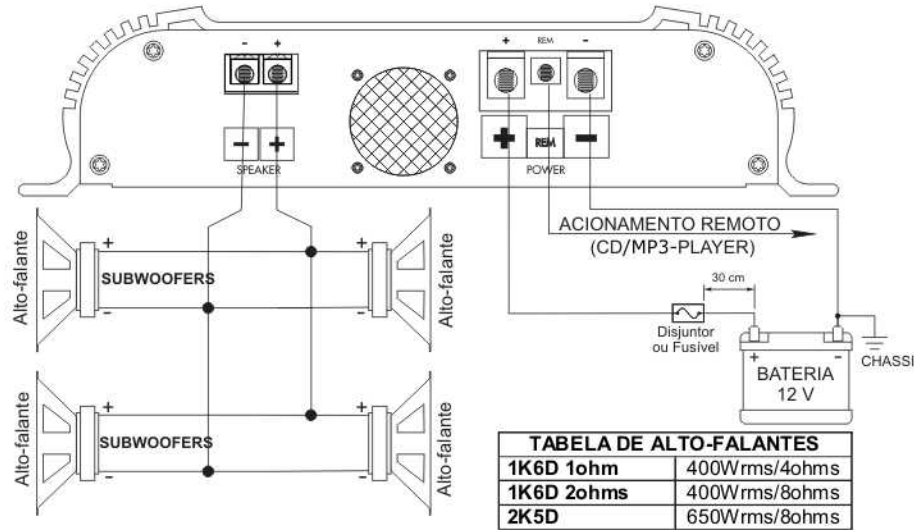 - +
+ REM -
- +
SPEAKER
+ REM -
POWER
ACIONAMENTO REMOTO
(CD/MP3-PLAYER)
30 cm
Disjuntor
ou Fusível
CHASSI
+ -
BATERIA
12 V
Alto-falante
+ +
SUBWOOFERS
- -
Alto-falante
Alto-falante
+ +
SUBWOOFERS
- -
Alto-falante
TABELA DE ALTO-FALANTES
1K6D 1ohm 400Wrms/4ohms
1K6D 2ohms 400Wrms/8ohms
2K5D 650Wrms/8ohms